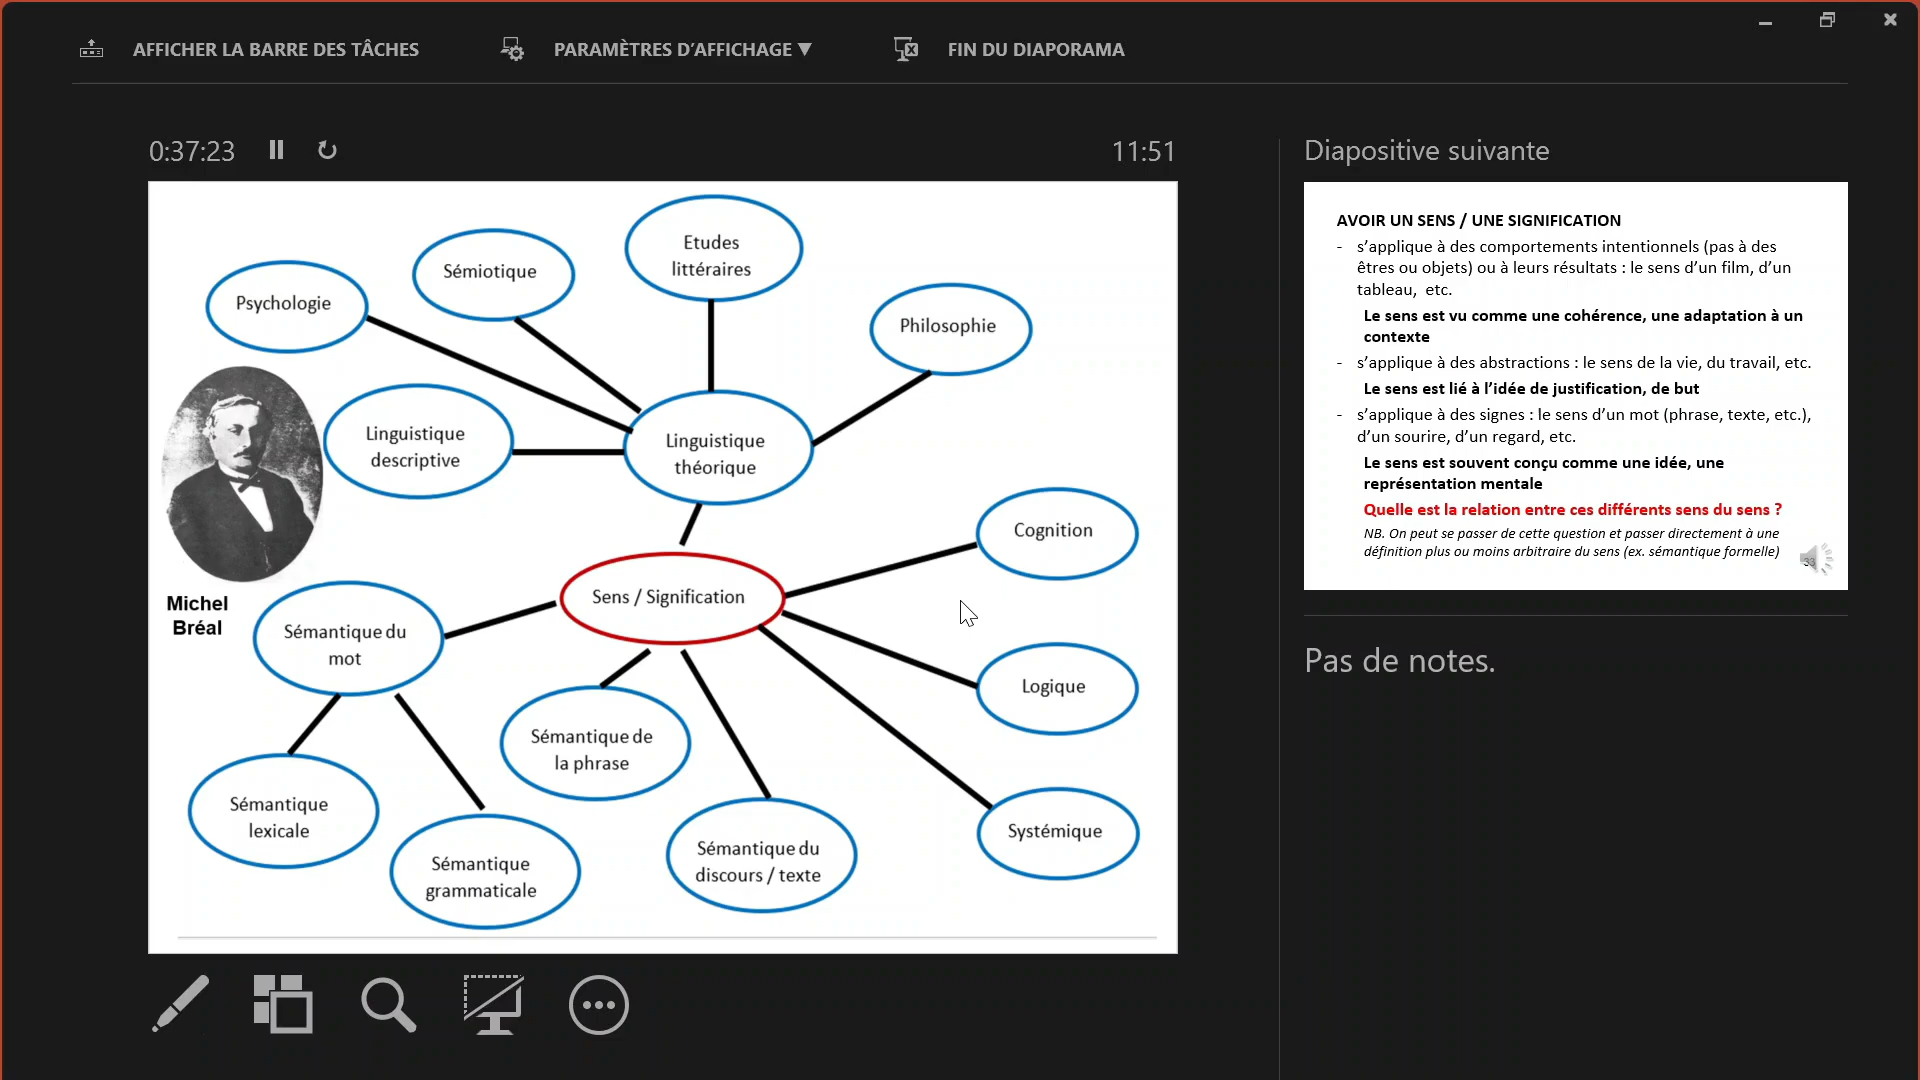 AFFICHER LA BARRE DES TÂCHES
PARAMÈTRES D'AFFICHAGE ▼
FIN DU DIAPORAMA
0:37:23
11:51
Etudes
littéraires
Sémiotique
Psychologie
Philosophie
Linguistique
descriptive
Linguistique
théorique
Cognition
Sens / Signification
Michel
Bréal
Sémantique du
mot
Logique
Sémantique de
la phrase
Sémantique
lexicale
Systémique
Sémantique du
discours / texte
Sémantique
grammaticale
Diapositive suivante
AVOIR UN SENS / UNE SIGNIFICATION
- s'applique à des comportements intentionnels (pas à des
êtres ou objets) ou à leurs résultats : le sens d'un film, d'un
tableau, etc.
Le sens est vu comme une cohérence, une adaptation à un
contexte
- s'applique à des abstractions : le sens de la vie, du travail, etc.
Le sens est lié à l'idée de justification, de but
- s'applique à des signes : le sens d'un mot (phrase, texte, etc.),
d'un sourire, d'un regard, etc.
Le sens est souvent conçu comme une idée, une
représentation mentale
Quelle est la relation entre ces différents sens du sens ?
NB. On peut se passer de cette question et passer directement à une
définition plus ou moins arbitraire du sens (ex. sémantique formelle)
33
Pas de notes.